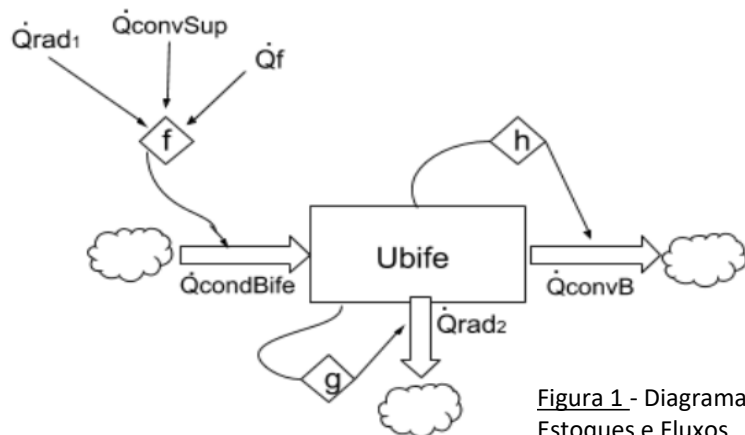 Q̇rad₁
Q̇convSup
Q̇f
f
h
Ubife
Q̇condBife
Q̇convB
Q̇rad₂
g
Figura 1 - Diagrama
Estoques e Fluxos